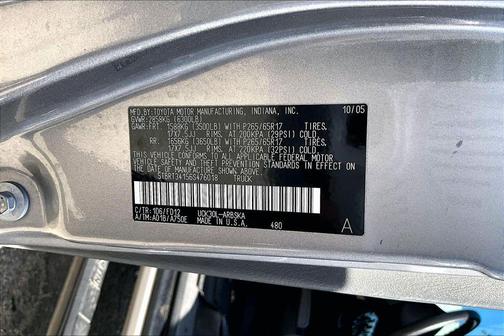 MFD.BY:TOYOTA MOTOR MANUFACTURING, INDIANA, INC. 10/05
GVWR:2858KG (6300LB)
GAWR:FRT. 1588KG (3500LB) WITH P265/65R17 TIRES,
17X7.5JJ RIMS, AT 200KPA (29PSI) COLD
RR. 1656KG (3650LB) WITH P265/65R17 TIRES,
17X7.5JJ RIMS, AT 220KPA (32PSI) COLD
THIS VEHICLE CONFORMS TO ALL APPLICABLE FEDERAL MOTOR
VEHICLE SAFETY STANDARDS IN EFFECT ON THE DATE OF
MANUFACTURE SHOWN ABOVE.
5TBRT34156S476018 TRUCK
C/TR: 1D6/FD12 UCK30L-ARBSKA
A/TM: A01B/A750E MADE IN U.S.A. 480 A